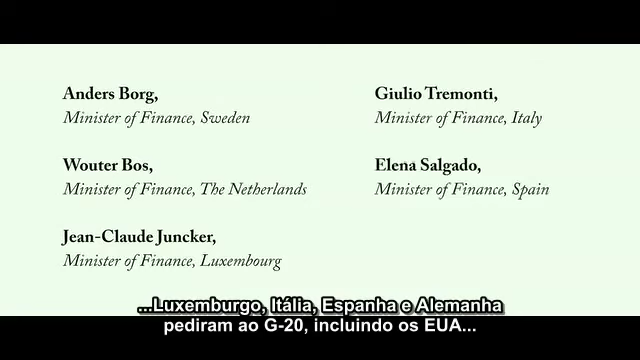 Anders Borg,
Minister of Finance, Sweden
Wouter Bos,
Minister of Finance, The Netherlands
Jean-Claude Juncker,
Minister of Finance, Luxembourg
Giulio Tremonti,
Minister of Finance, Italy
Elena Salgado,
Minister of Finance, Spain
...Luxemburgo, Itália, Espanha e Alemanha
pediram ao G-20, incluindo os EUA...